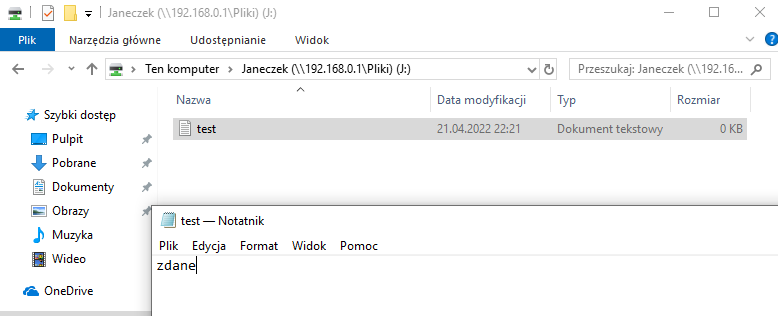 Janeczek (\\192.168.0.1\Pliki) (J:)
Plik Narzędzia główne Udostępnianie Widok
Ten komputer Janeczek (\\192.168.0.1\Pliki) (J:) Przeszukaj: Janeczek (\\192.16...
Nazwa Data modyfikacji Typ Rozmiar
Szybki dostęp
test 21.04.2022 22:21 Dokument tekstowy 0 KB
Pulpit
Pobrane
Dokumenty
Obrazy
Muzyka
Wideo
OneDrive
test — Notatnik
Plik Edycja Format Widok Pomoc
zdane